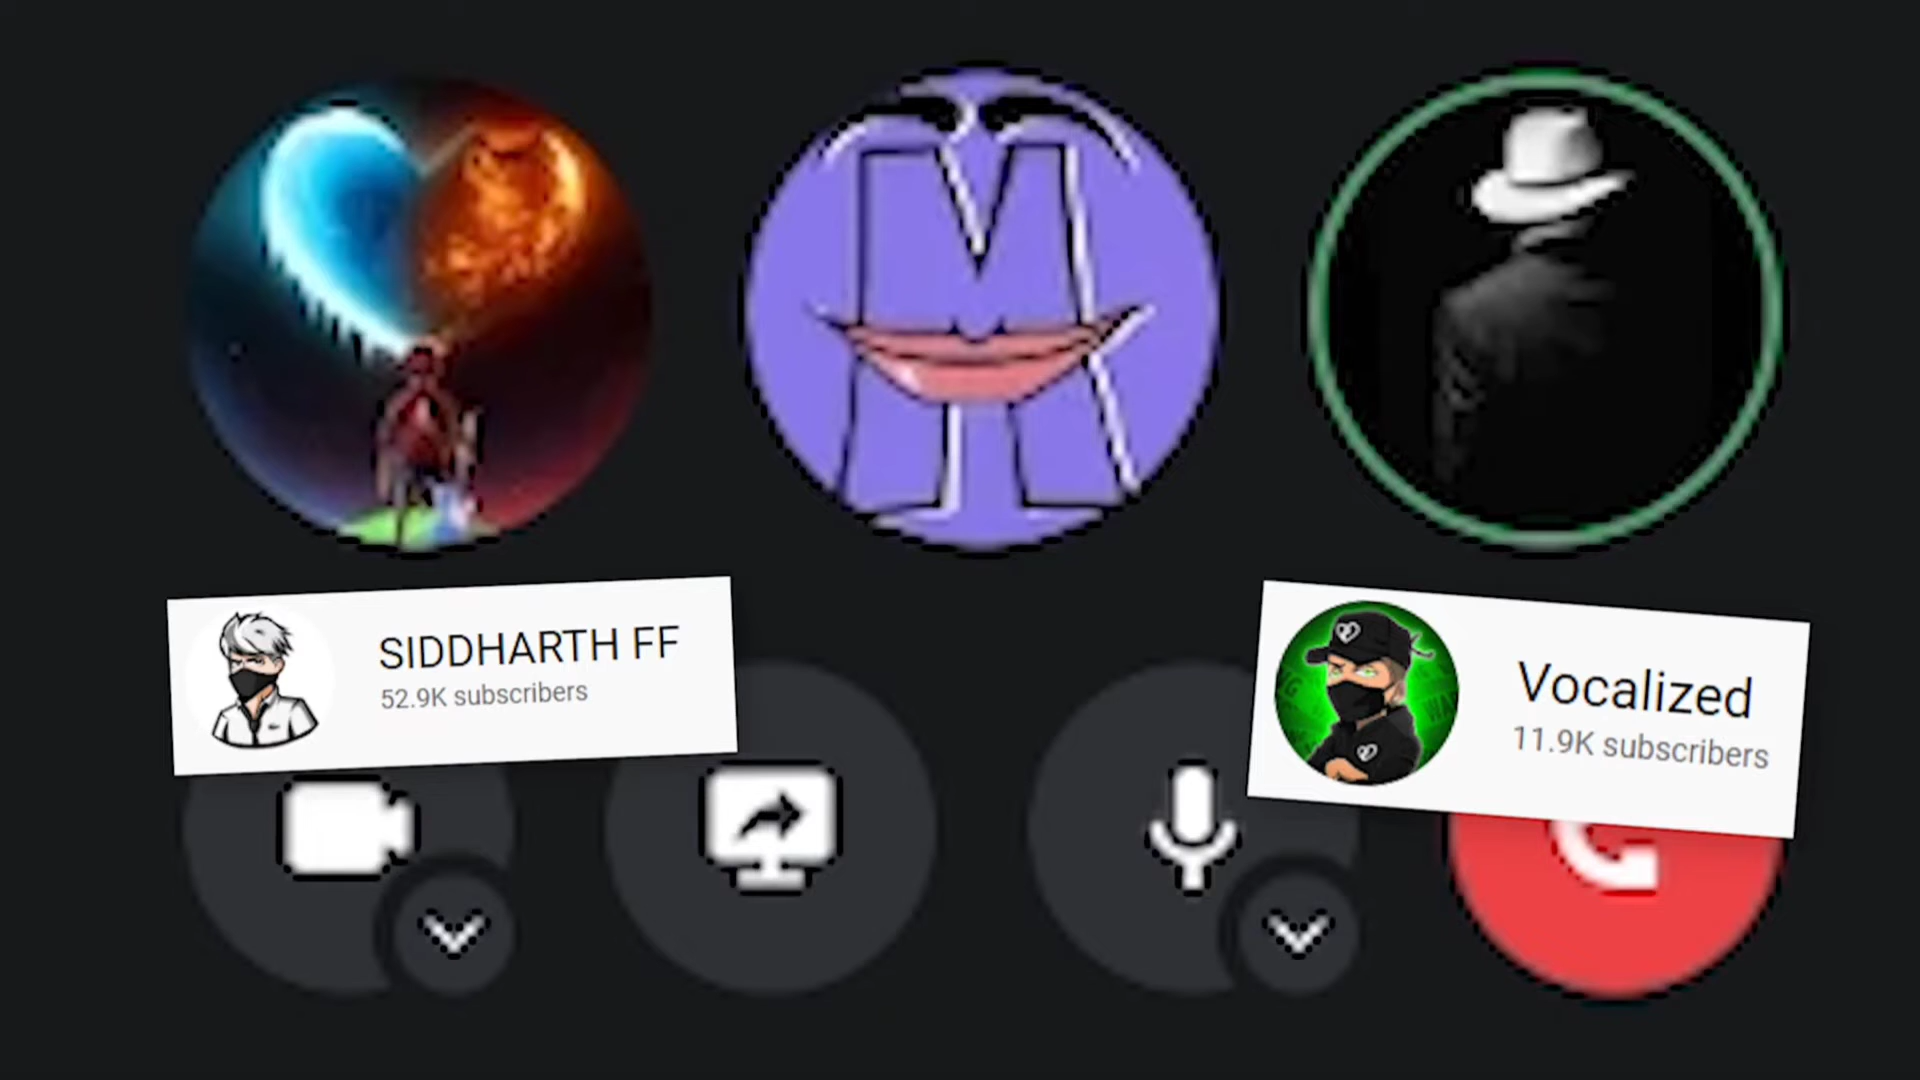 SIDDHARTH FF
52.9K subscribers
Vocalized
11.9K subscribers